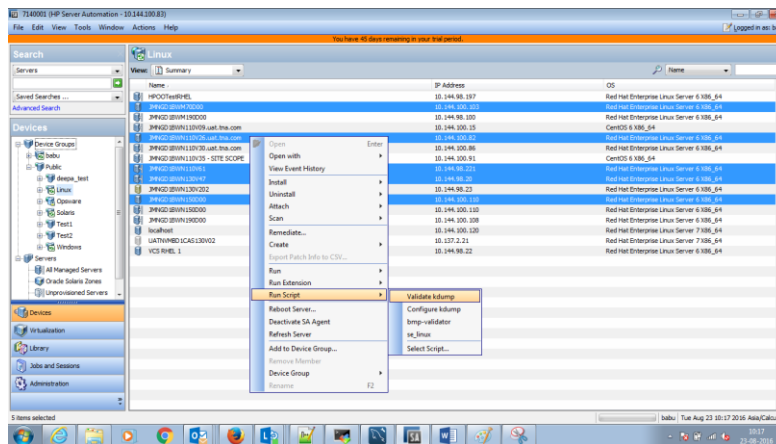 7140001 (HP Server Automation - 10.144.100.83)
File Edit View Tools Window Actions Help
Logged in as: b
You have 45 days remaining in your trial period.
Search
Servers
Saved Searches ...
Advanced Search
Devices
Device Groups
babu
Public
deepa_test
Linux
Opsware
Solaris
Test1
Test2
Windows
Servers
All Managed Servers
Oracle Solaris Zones
Unprovisioned Servers
Devices
Virtualization
Library
Jobs and Sessions
Administration
Linux
View: Summary
Name
Name IP Address OS
HPOOTestRHEL 10.144.98.197 Red Hat Enterprise Linux Server 6 X86_64
10.144.100.103 Red Hat Enterprise Linux Server 6 X86_64
10.144.98.100 Red Hat Enterprise Linux Server 6 X86_64
10.144.100.15 CentOS 6 X86_64
10.144.100.82 Red Hat Enterprise Linux Server 6 X86_64
10.144.100.86 Red Hat Enterprise Linux Server 6 X86_64
10.144.100.91 CentOS 6 X86_64
10.144.98.221 Red Hat Enterprise Linux Server 6 X86_64
10.144.98.20 Red Hat Enterprise Linux Server 6 X86_64
10.144.98.23 Red Hat Enterprise Linux Server 6 X86_64
10.144.100.110 Red Hat Enterprise Linux Server 6 X86_64
10.144.100.110 Red Hat Enterprise Linux Server 6 X86_64
10.144.100.108 Red Hat Enterprise Linux Server 6 X86_64
localhost 10.144.100.120 Red Hat Enterprise Linux Server 7 X86_64
10.137.2.21 Red Hat Enterprise Linux Server 7 X86_64
VCS RHEL 1 10.144.98.22 Red Hat Enterprise Linux Server 6 X86_64
Open Enter
Open with
View Event History
Install
Uninstall
Attach
Scan
Remediate...
Create
Export Patch Info to CSV...
Run
Run Extension
Run Script
Reboot Server...
Deactivate SA Agent
Refresh Server
Add to Device Group...
Remove Member
Device Group
Rename F2
Validate kdump
Configure kdump
bmp-validator
se_linux
Select Script...
5 items selected
babu Tue Aug 23 10:17 2016 Asia/Calcu
10:17
23-08-2016